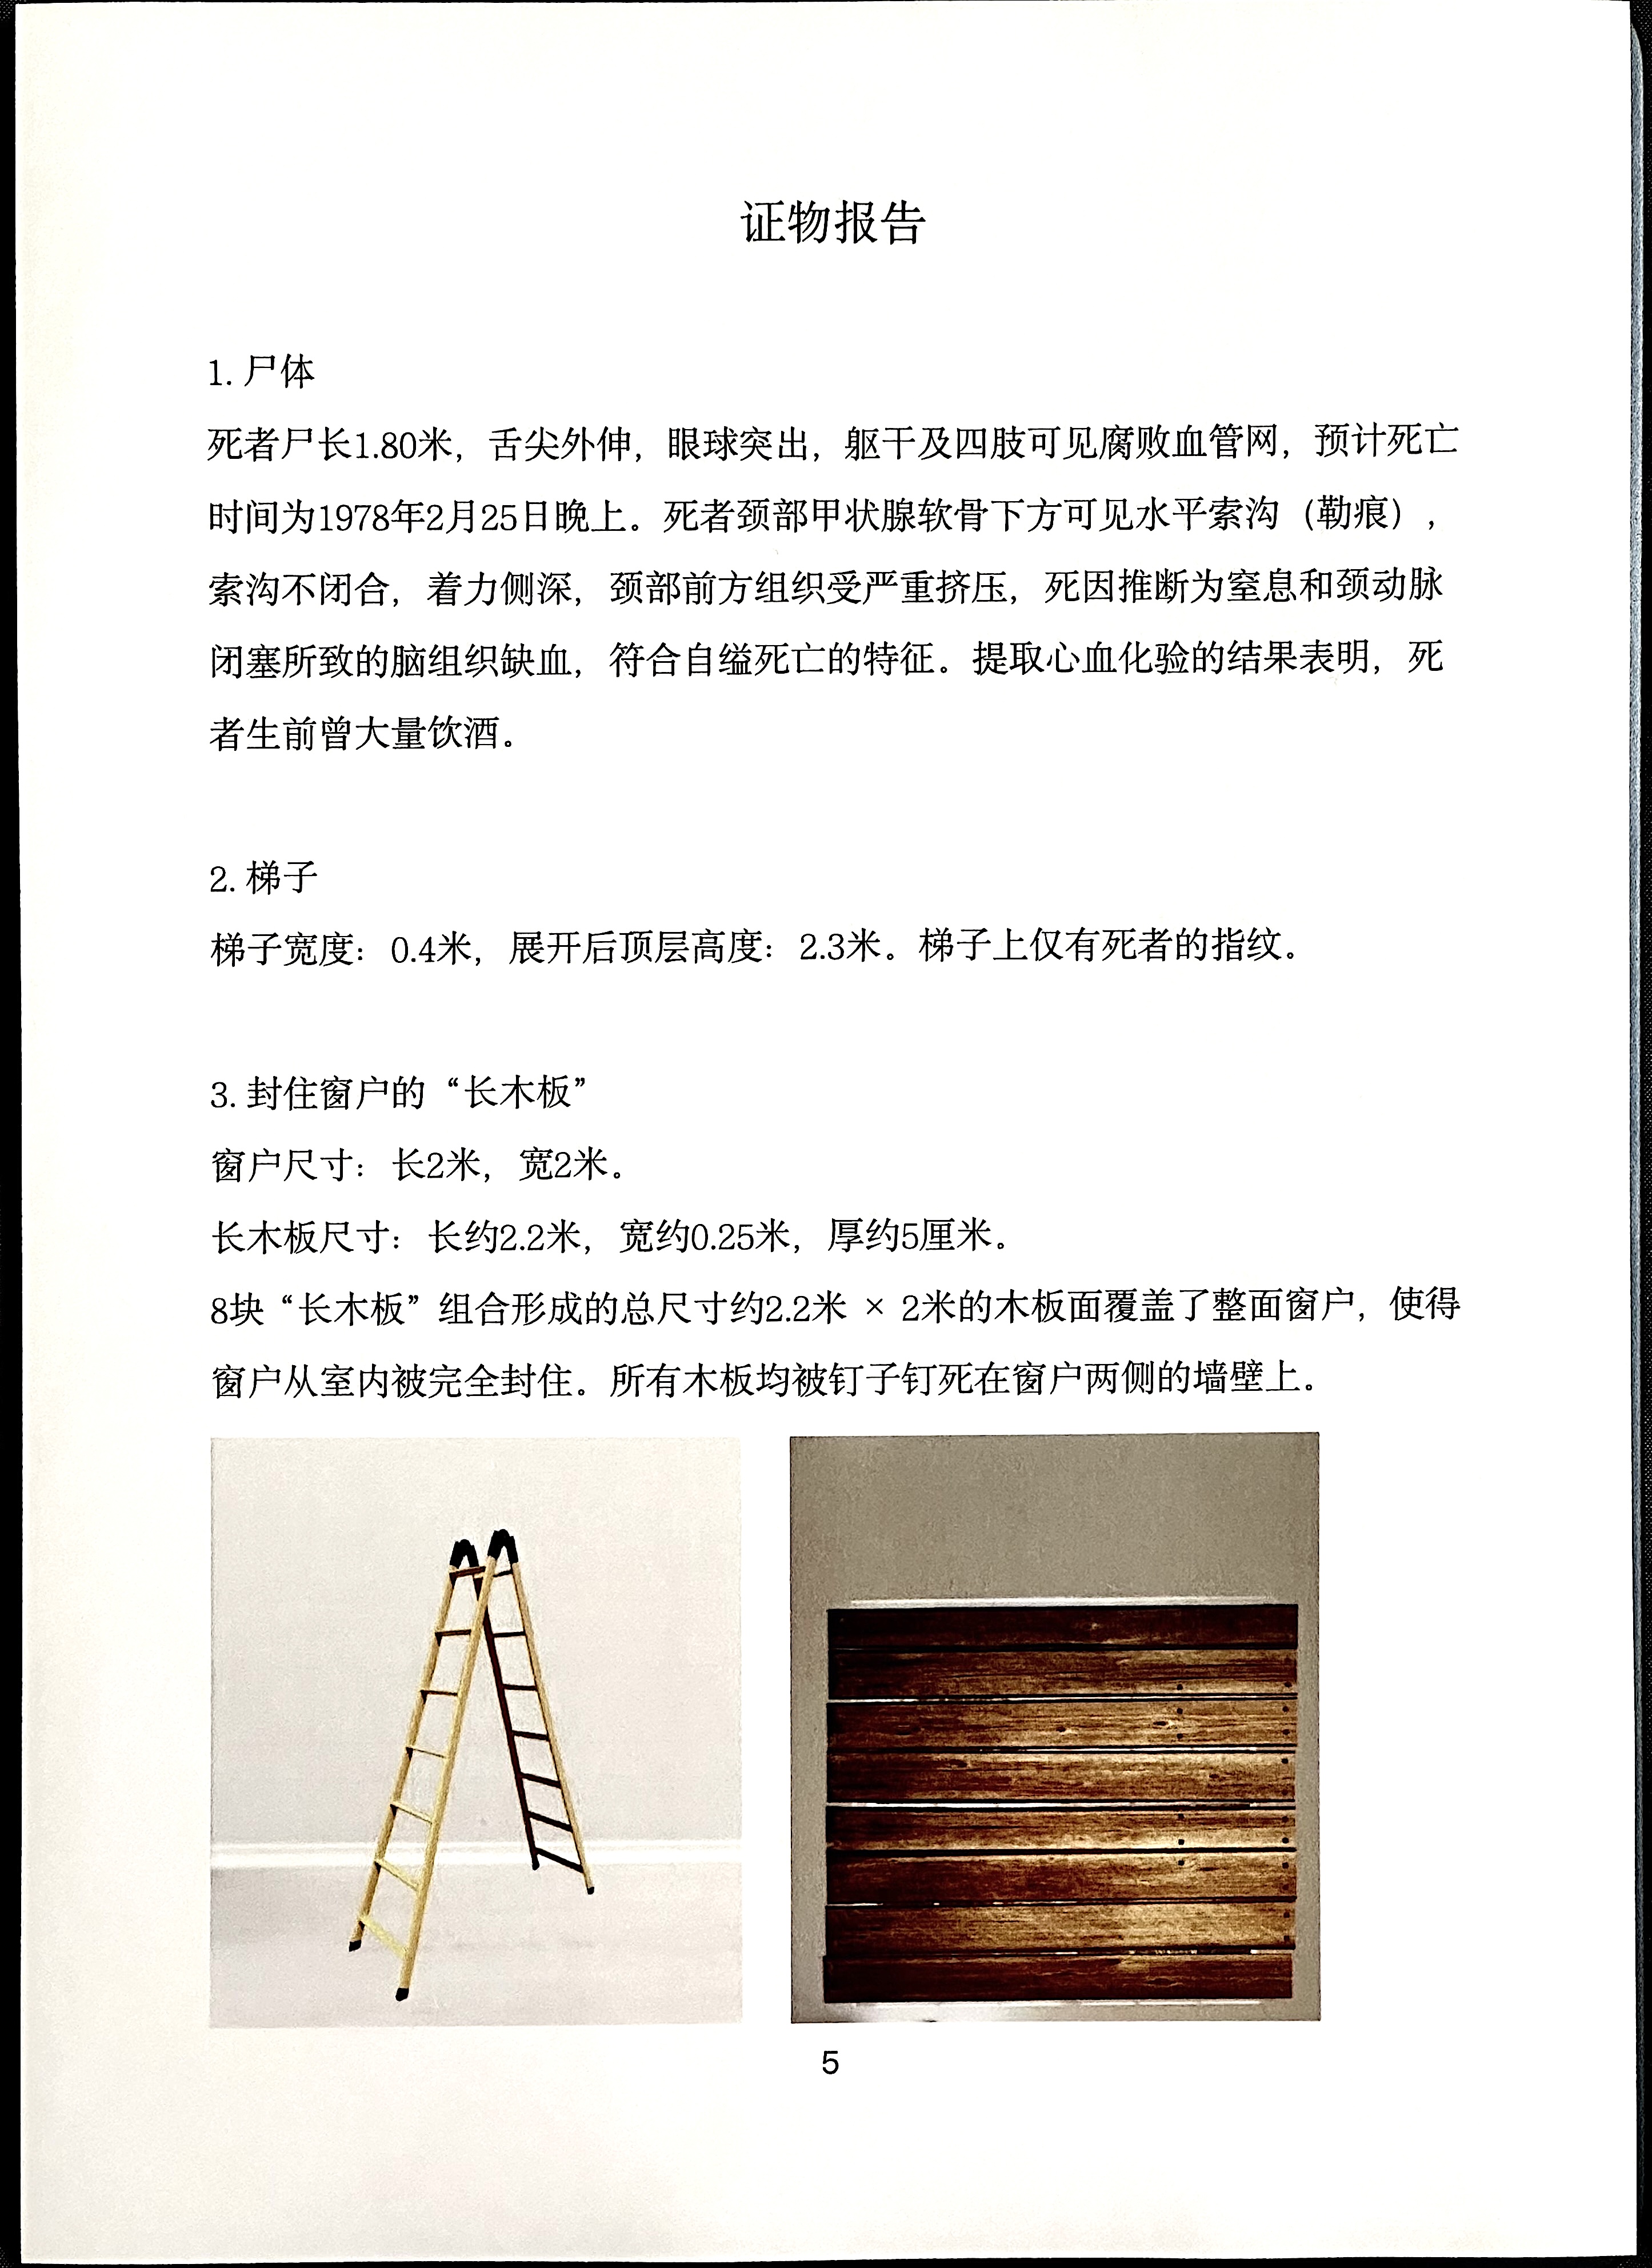 证物报告
1. 尸体
死者尸长1.80米，舌尖外伸，眼球突出，躯干及四肢可见腐败血管网，预计死亡
时间为1978年2月25日晚上。死者颈部甲状腺软骨下方可见水平索沟（勒痕），
索沟不闭合，着力侧深，颈部前方组织受严重挤压，死因推断为窒息和颈动脉
闭塞所致的脑组织缺血，符合自缢死亡的特征。提取心血化验的结果表明，死
者生前曾大量饮酒。
2. 梯子
梯子宽度：0.4米，展开后顶层高度：2.3米。梯子上仅有死者的指纹。
3. 封住窗户的“长木板”
窗户尺寸：长2米，宽2米。
长木板尺寸：长约2.2米，宽约0.25米，厚约5厘米。
8块“长木板”组合形成的总尺寸约2.2米 × 2米的木板面覆盖了整面窗户，使得
窗户从室内被完全封住。所有木板均被钉子钉死在窗户两侧的墙壁上。
5